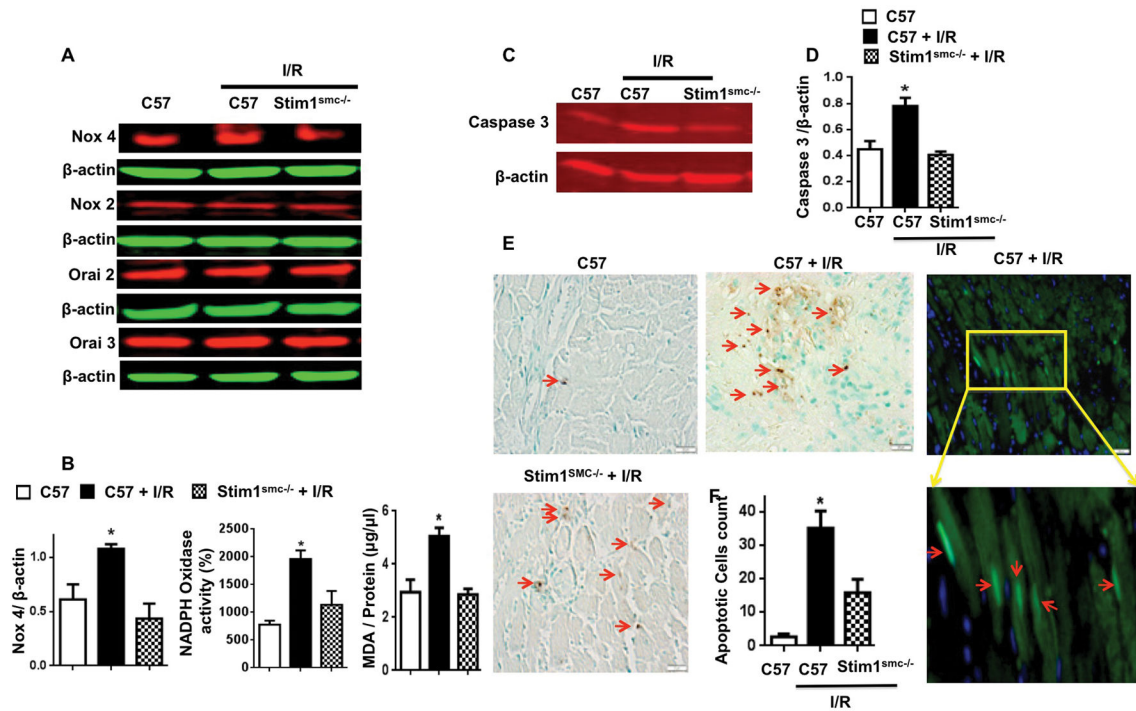 A
I/R
C57
C57
Stim1smc-/-
Nox 4
β-actin
Nox 2
β-actin
Orai 2
β-actin
Orai 3
β-actin
B
C57
C57 + I/R
Stim1smc-/- + I/R
Nox 4/ β-actin
1.0
0.5
0.0
*
NADPH Oxidase
activity (%)
2500
2000
1500
1000
500
0
*
MDA / Protein (µg/µl)
6
4
2
0
*
C
I/R
C57
C57
Stim1smc-/-
Caspase 3
β-actin
C57
C57 + I/R
Stim1smc-/- + I/R
D
Caspase 3 /β-actin
1.0
0.8
0.6
0.4
0.2
0.0
*
C57
C57
Stim1smc-/-
I/R
E
C57
C57 + I/R
C57 + I/R
Stim1SMC-/- + I/R
F
Apoptotic Cells count
50
40
30
20
10
0
*
C57
C57
Stim1smc-/-
I/R